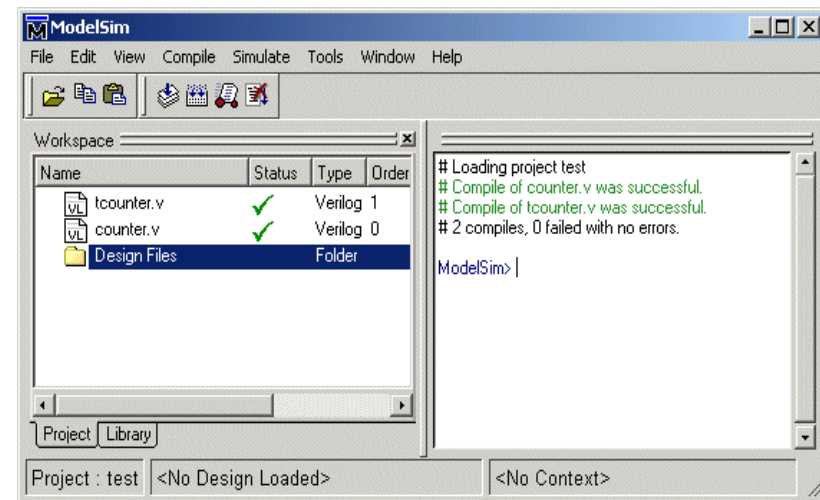 ModelSim
File Edit View Compile Simulate Tools Window Help
Workspace
Name Status Type Order
VL tcounter.v Verilog 1
VL counter.v Verilog 0
Design Files Folder
Project Library
# Loading project test
# Compile of counter.v was successful.
# Compile of tcounter.v was successful.
# 2 compiles, 0 failed with no errors.
ModelSim>
Project : test <No Design Loaded> <No Context>